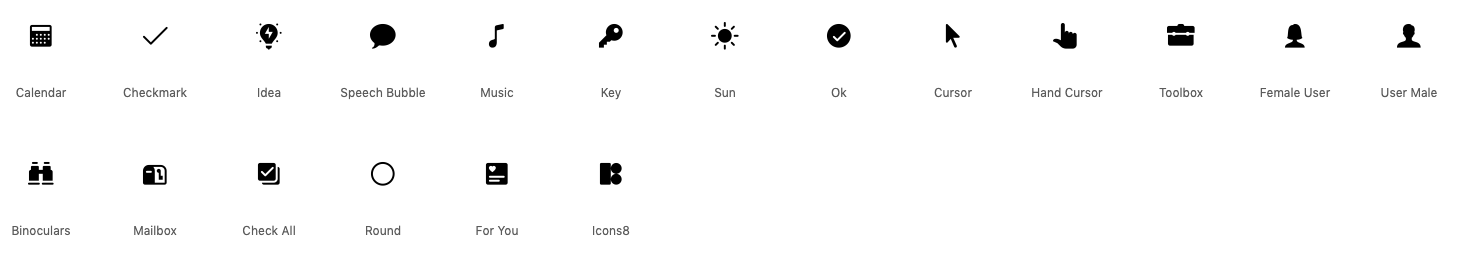 Calendar Checkmark Idea Speech Bubble Music Key Sun Ok Cursor Hand Cursor Toolbox Female User User Male
Binoculars Mailbox Check All Round For You Icons8